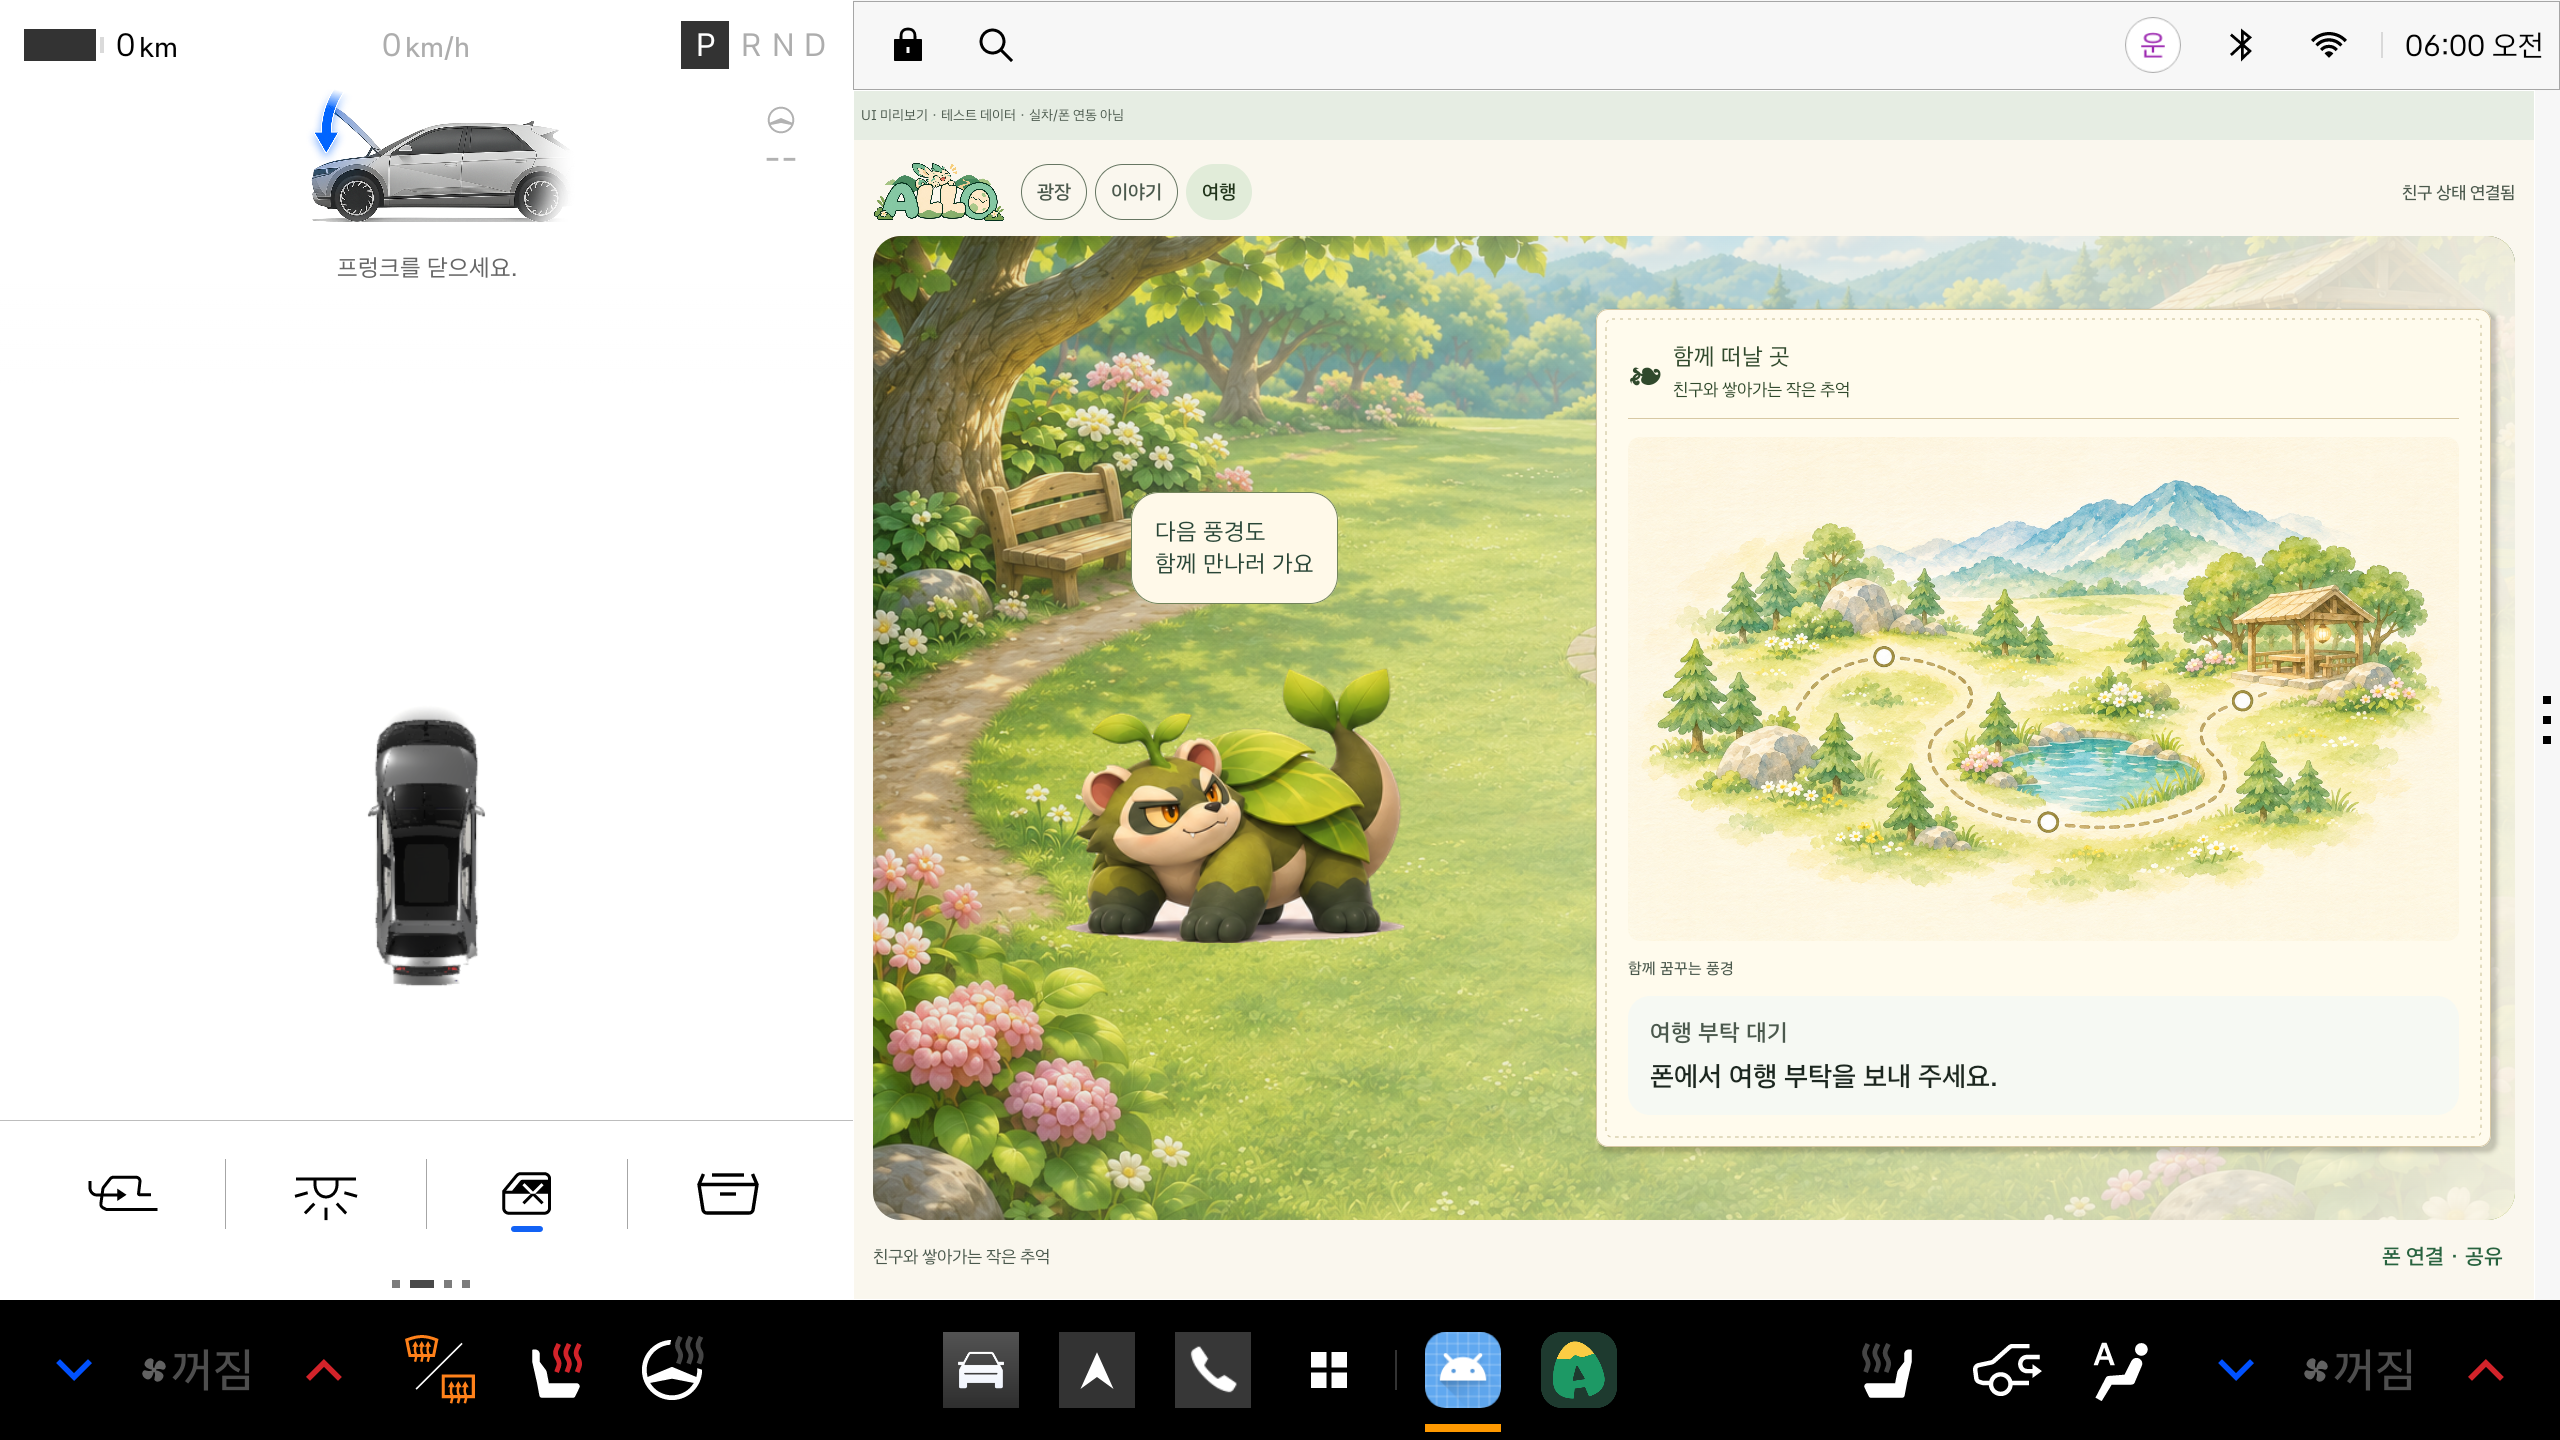 0 km
0 km/h
P R N D
운
06:00 오전
프렁크를 닫으세요.
UI 미리보기 · 테스트 데이터 · 실차/폰 연동 아님
ALLO
광장
이야기
여행
친구 상태 연결됨
다음 풍경도
함께 만나러 가요
함께 떠날 곳
친구와 쌓아가는 작은 추억
함께 꿈꾸는 풍경
여행 부탁 대기
폰에서 여행 부탁을 보내 주세요.
친구와 쌓아가는 작은 추억
폰 연결 · 공유
꺼짐
A
A
꺼짐